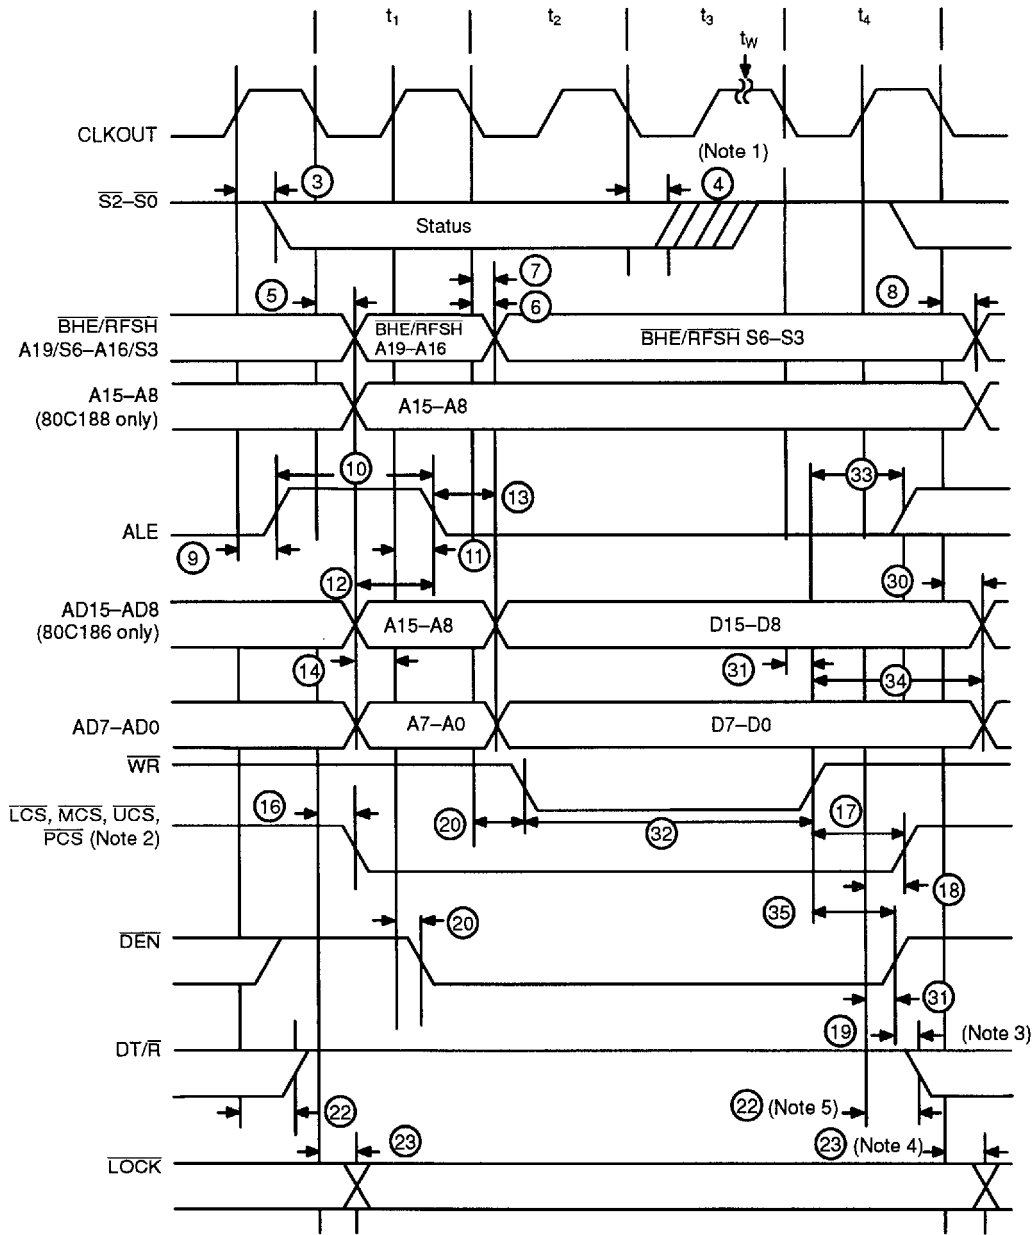 t1 t2 t3 t4
tW
CLKOUT
(Note 1)
3 4
S2–S0
Status
7
5 6 8
BHE/RFSH
A19/S6–A16/S3
BHE/RFSH
A19–A16
BHE/RFSH S6–S3
A15–A8
(80C188 only)
A15–A8
10 33
13
ALE
9 11
12 30
AD15–AD8
(80C186 only)
A15–A8
D15–D8
14 31 34
AD7–AD0
A7–A0
D7–D0
WR
16 20 32 17
LCS, MCS, UCS,
PCS (Note 2)
18
20 35
DEN
31
19 (Note 3)
DT/R
22 22 (Note 5)
23 23 (Note 4)
LOCK